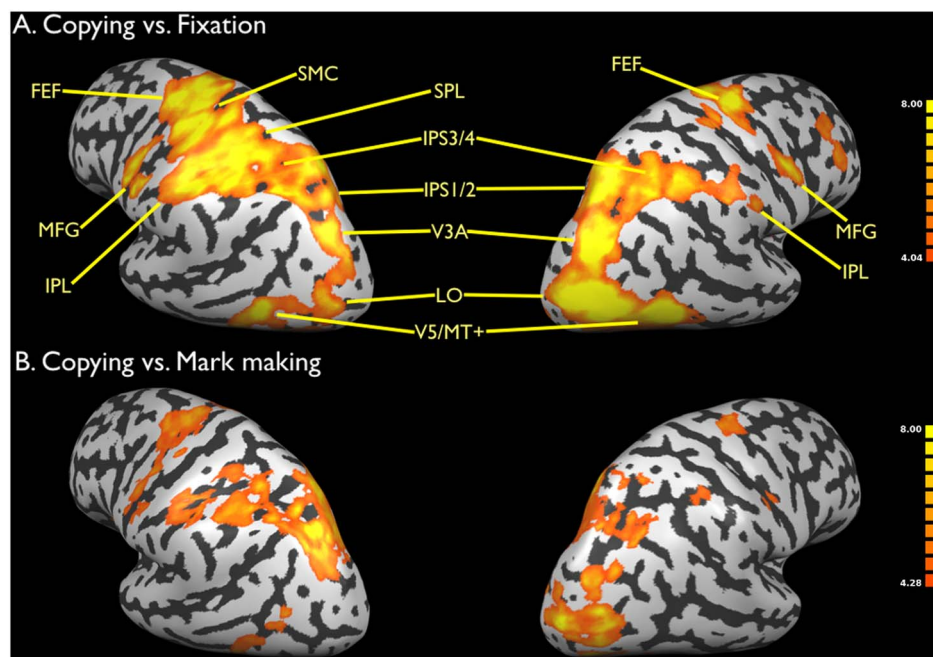 A. Copying vs. Fixation
FEF
SMC
SPL
IPS3/4
IPS1/2
V3A
LO
V5/MT+
MFG
IPL
FEF
MFG
IPL
8.00
4.04
B. Copying vs. Mark making
8.00
4.28